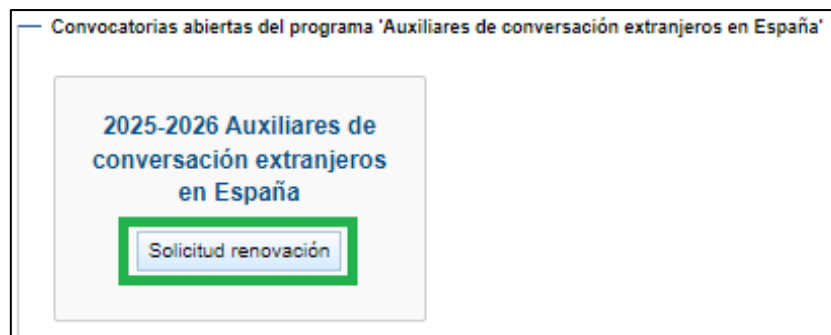 Convocatorias abiertas del programa 'Auxiliares de conversación extranjeros en España'
2025-2026 Auxiliares de
conversación extranjeros
en España
Solicitud renovación